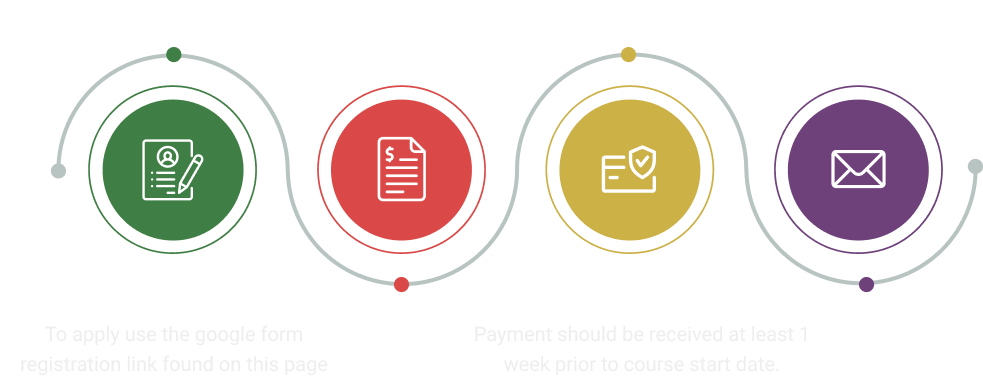 To apply use the google form
registration link found on this page
Payment should be received at least 1
week prior to course start date.